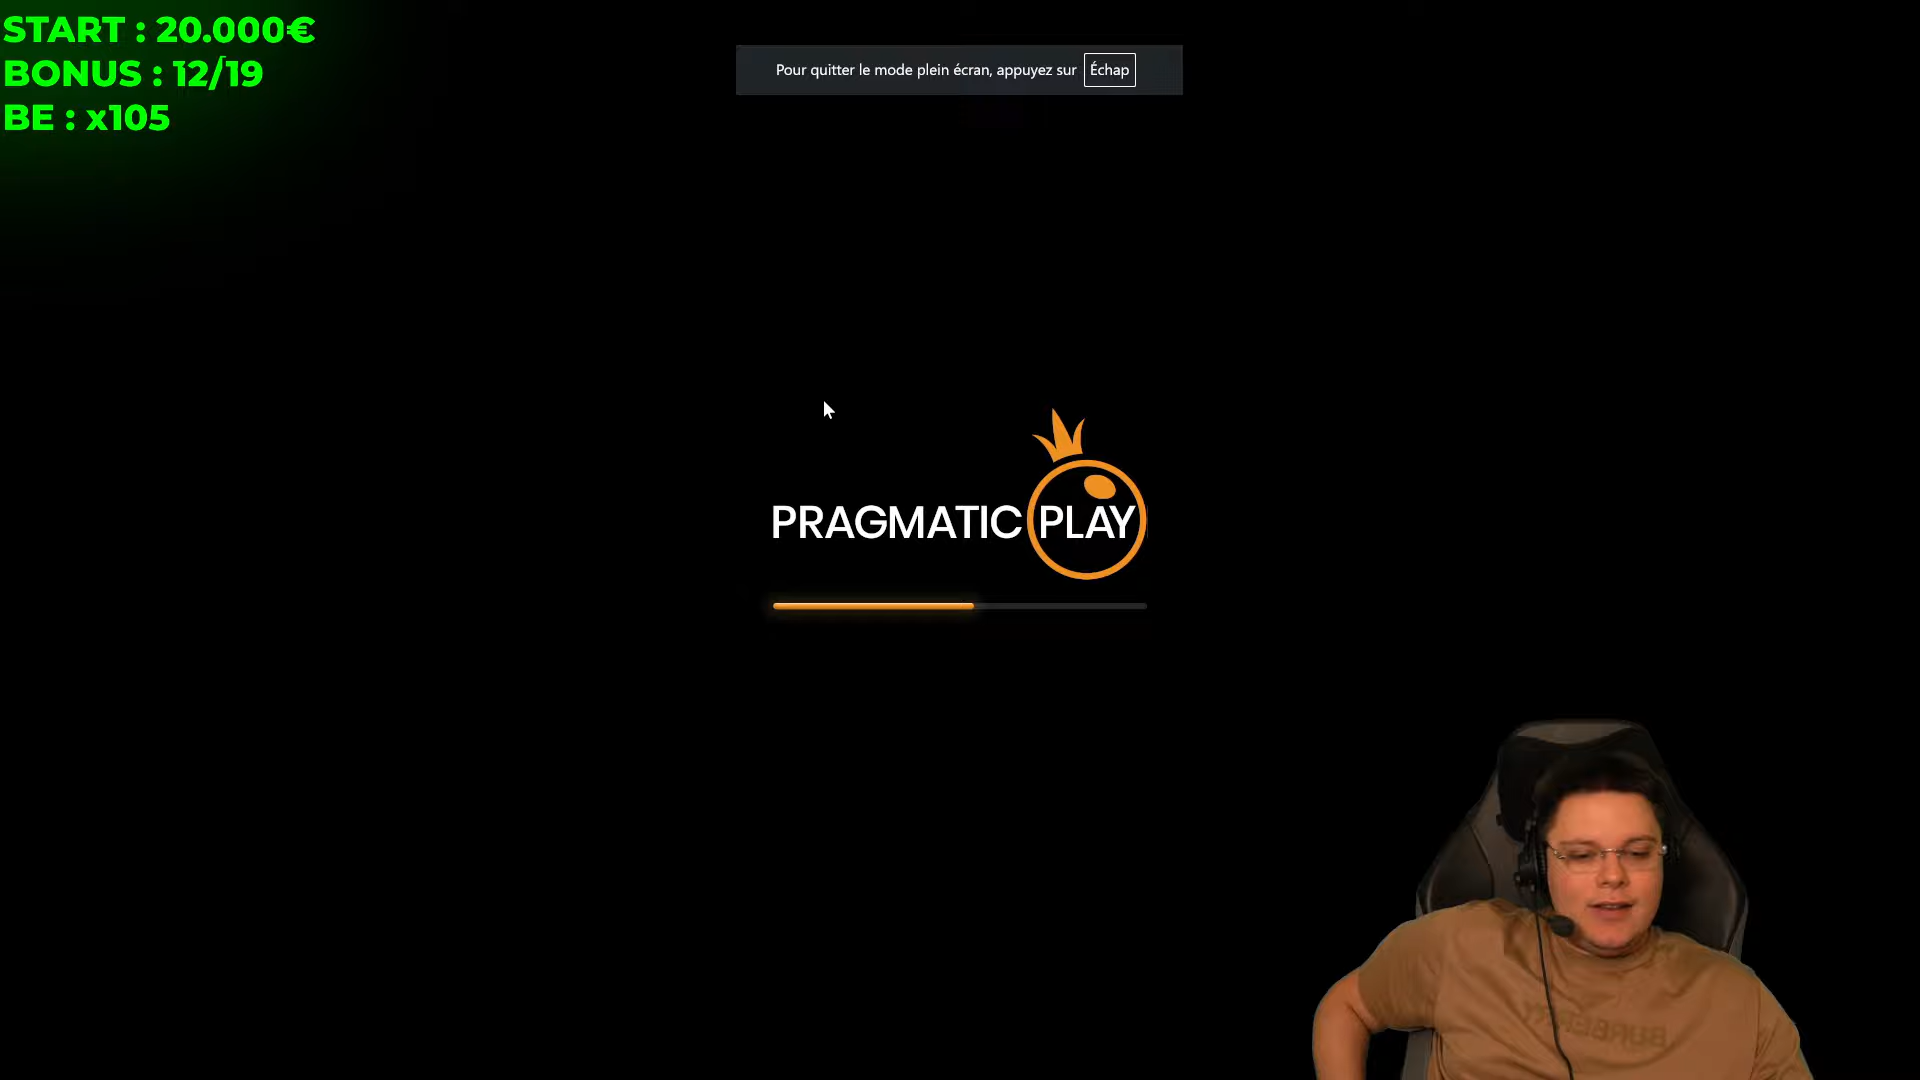 START : 20.000€
BONUS : 12/19
BE : x105
Pour quitter le mode plein écran, appuyez sur Échap
PRAGMATIC PLAY
BURBERRY